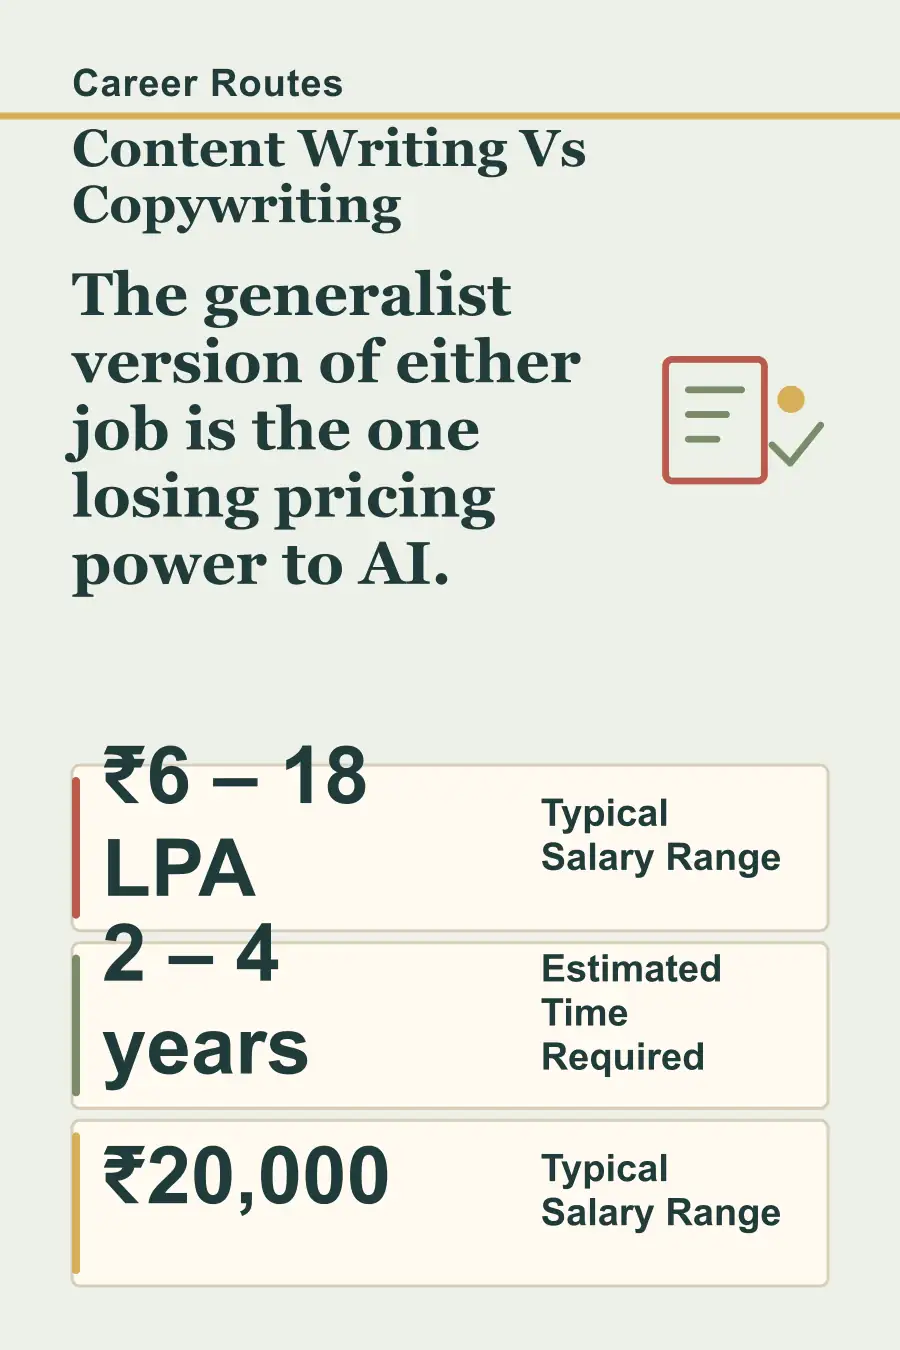 Career Routes
Content Writing Vs
Copywriting
The generalist
version of either
job is the one
losing pricing
power to AI.
₹6 – 18
LPA
Typical
Salary Range
2 – 4
years
Estimated
Time
Required
₹20,000
Typical
Salary Range